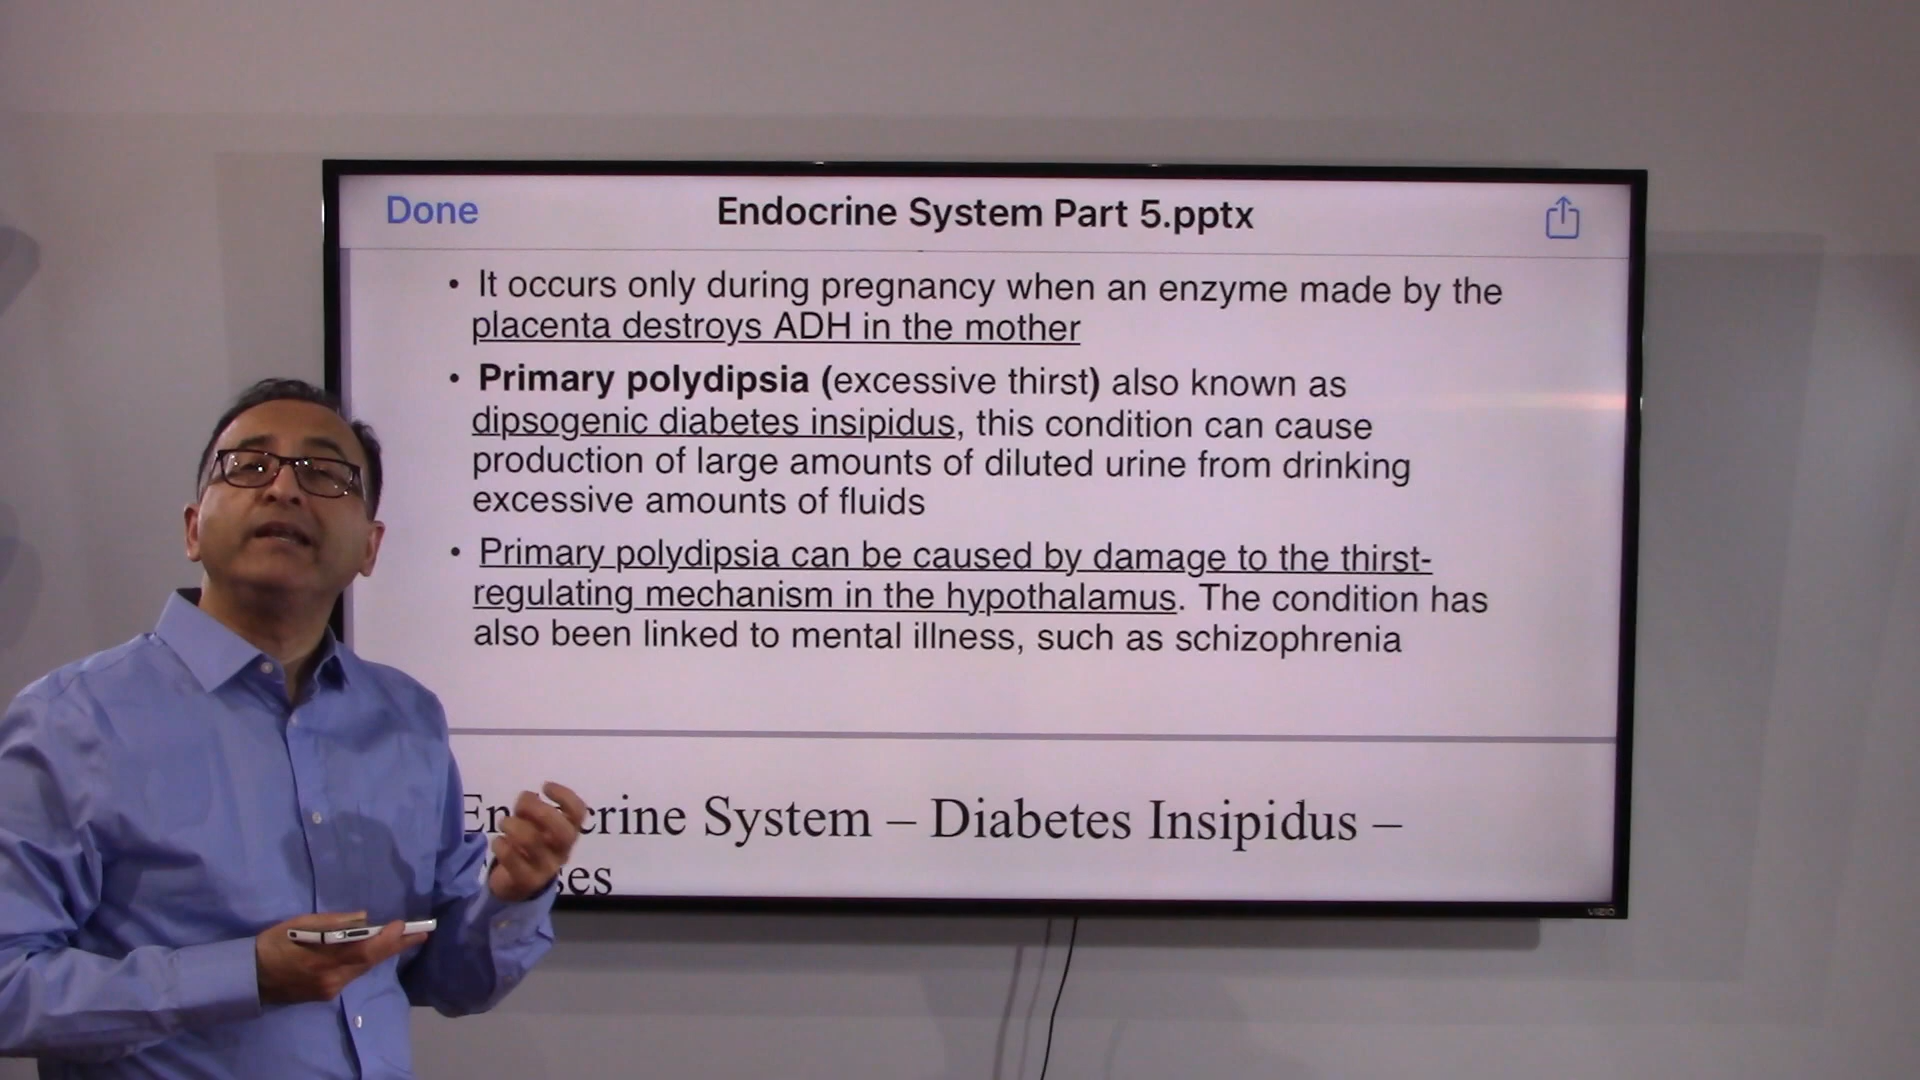 Done
Endocrine System Part 5.pptx
• It occurs only during pregnancy when an enzyme made by the
placenta destroys ADH in the mother
• Primary polydipsia (excessive thirst) also known as
dipsogenic diabetes insipidus, this condition can cause
production of large amounts of diluted urine from drinking
excessive amounts of fluids
• Primary polydipsia can be caused by damage to the thirst-
regulating mechanism in the hypothalamus. The condition has
also been linked to mental illness, such as schizophrenia
System – Diabetes Insipidus –
VIZIO